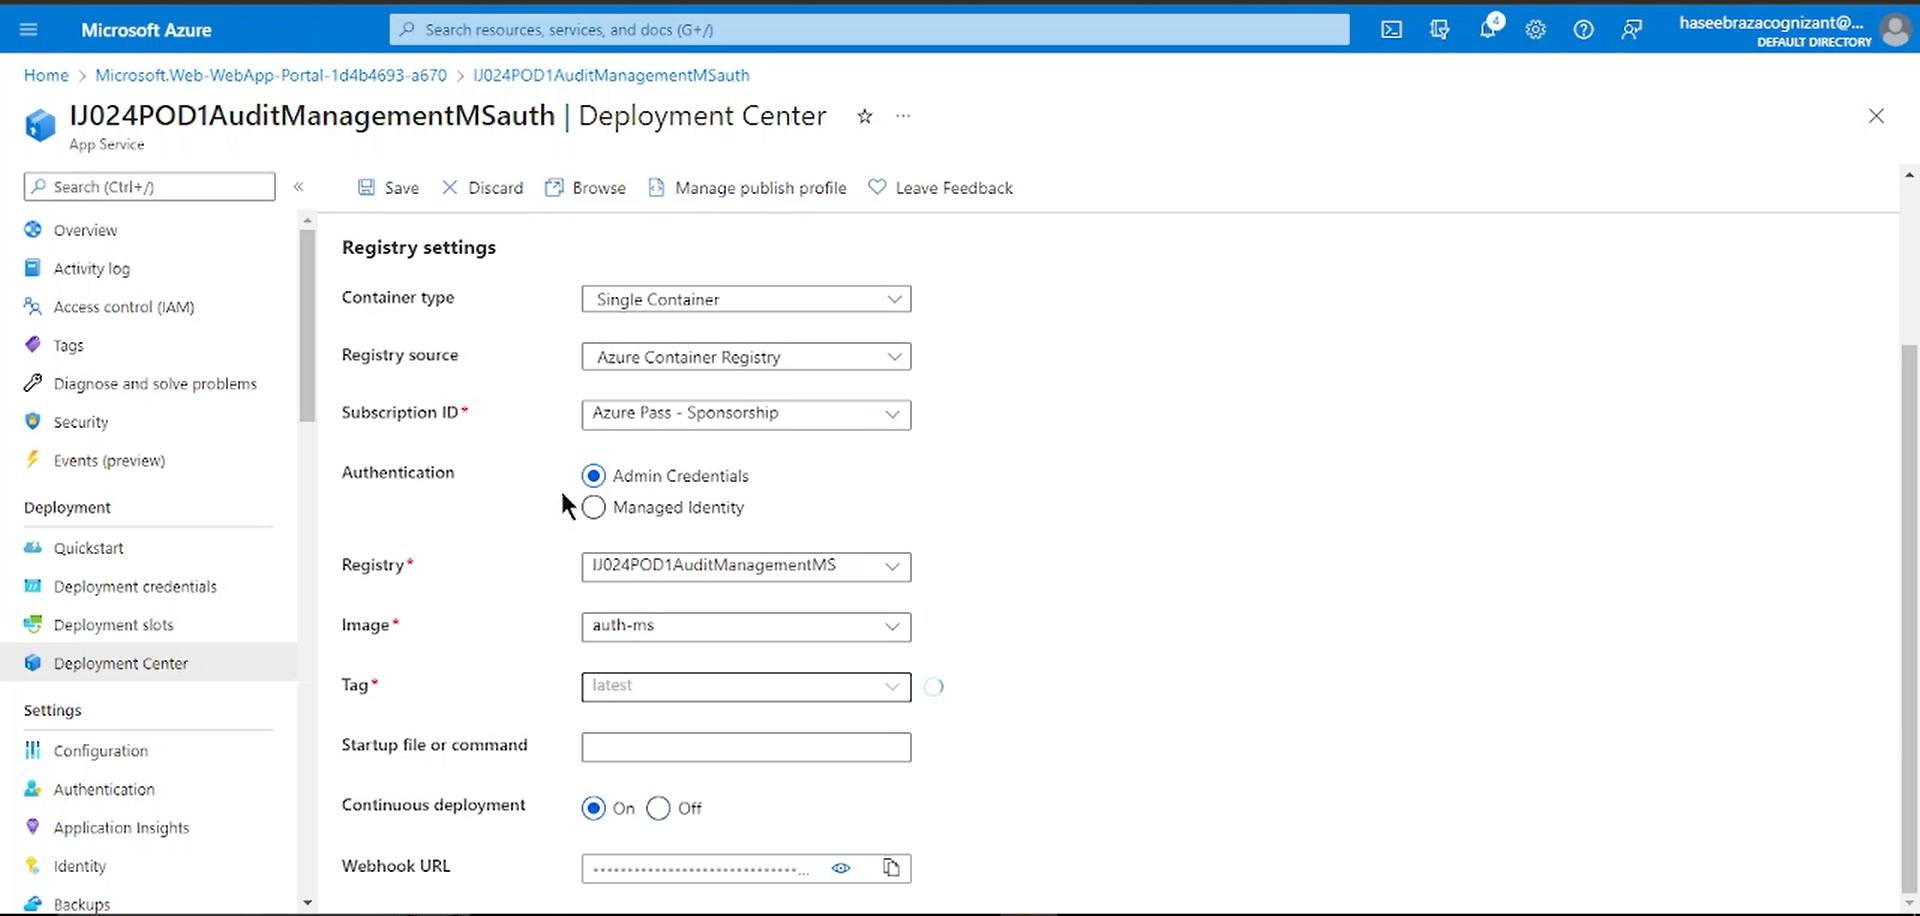 Microsoft Azure
Search resources, services, and docs (G+/)
4
haseebrazacognizant@...
DEFAULT DIRECTORY
Home > Microsoft.Web-WebApp-Portal-1d4b4693-a670 > IJ024POD1AuditManagementMSauth
IJ024POD1AuditManagementMSauth | Deployment Center
App Service
Search (Ctrl+/)
Overview
Activity log
Access control (IAM)
Tags
Diagnose and solve problems
Security
Events (preview)
Deployment
Quickstart
Deployment credentials
Deployment slots
Deployment Center
Settings
Configuration
Authentication
Application Insights
Identity
Backups
Save Discard Browse Manage publish profile Leave Feedback
Registry settings
Container type Single Container
Registry source Azure Container Registry
Subscription ID* Azure Pass - Sponsorship
Authentication Admin Credentials
Managed Identity
Registry* IJ024POD1AuditManagementMS
Image* auth-ms
Tag* latest
Startup file or command
Continuous deployment On Off
Webhook URL